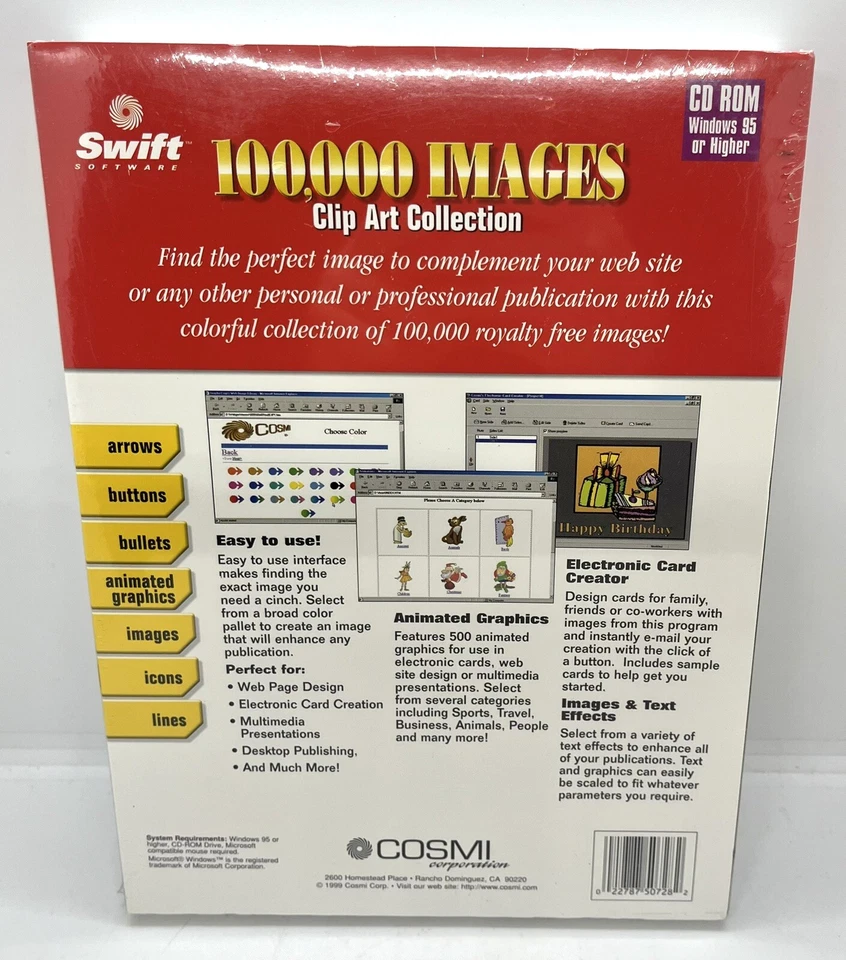 Swift
SOFTWARE
CD ROM
Windows 95
or Higher
100,000 IMAGES
Clip Art Collection
Find the perfect image to complement your web site
or any other personal or professional publication with this
colorful collection of 100,000 royalty free images!
arrows
buttons
bullets
animated
graphics
images
icons
lines
COSMI
Choose Color
Back
Please Choose A Category below
Happy Birthday
Easy to use!
Easy to use interface
makes finding the
exact image you
need a cinch. Select
from a broad color
pallet to create an image
that will enhance any
publication.
Perfect for:
• Web Page Design
• Electronic Card Creation
• Multimedia
Presentations
• Desktop Publishing,
• And Much More!
Animated Graphics
Features 500 animated
graphics for use in
electronic cards, web
site design or multimedia
presentations. Select
from several categories
including Sports, Travel,
Business, Animals, People
and many more!
Electronic Card
Creator
Design cards for family,
friends or co-workers with
images from this program
and instantly e-mail your
creation with the click of
a button. Includes sample
cards to help get you
started.
Images & Text
Effects
Select from a variety of
text effects to enhance all
of your publications. Text
and graphics can easily
be scaled to fit whatever
parameters you require.
System Requirements: Windows 95 or
higher, CD-ROM Drive, Microsoft
compatible mouse required.
Microsoft® Windows™ is the registered
trademark of Microsoft Corporation.
COSMI
corporation
2600 Homestead Place • Rancho Dominguez, CA 90220
© 1999 Cosmi Corp. • Visit our web site: http://www.cosmi.com
0 22787 50728 2